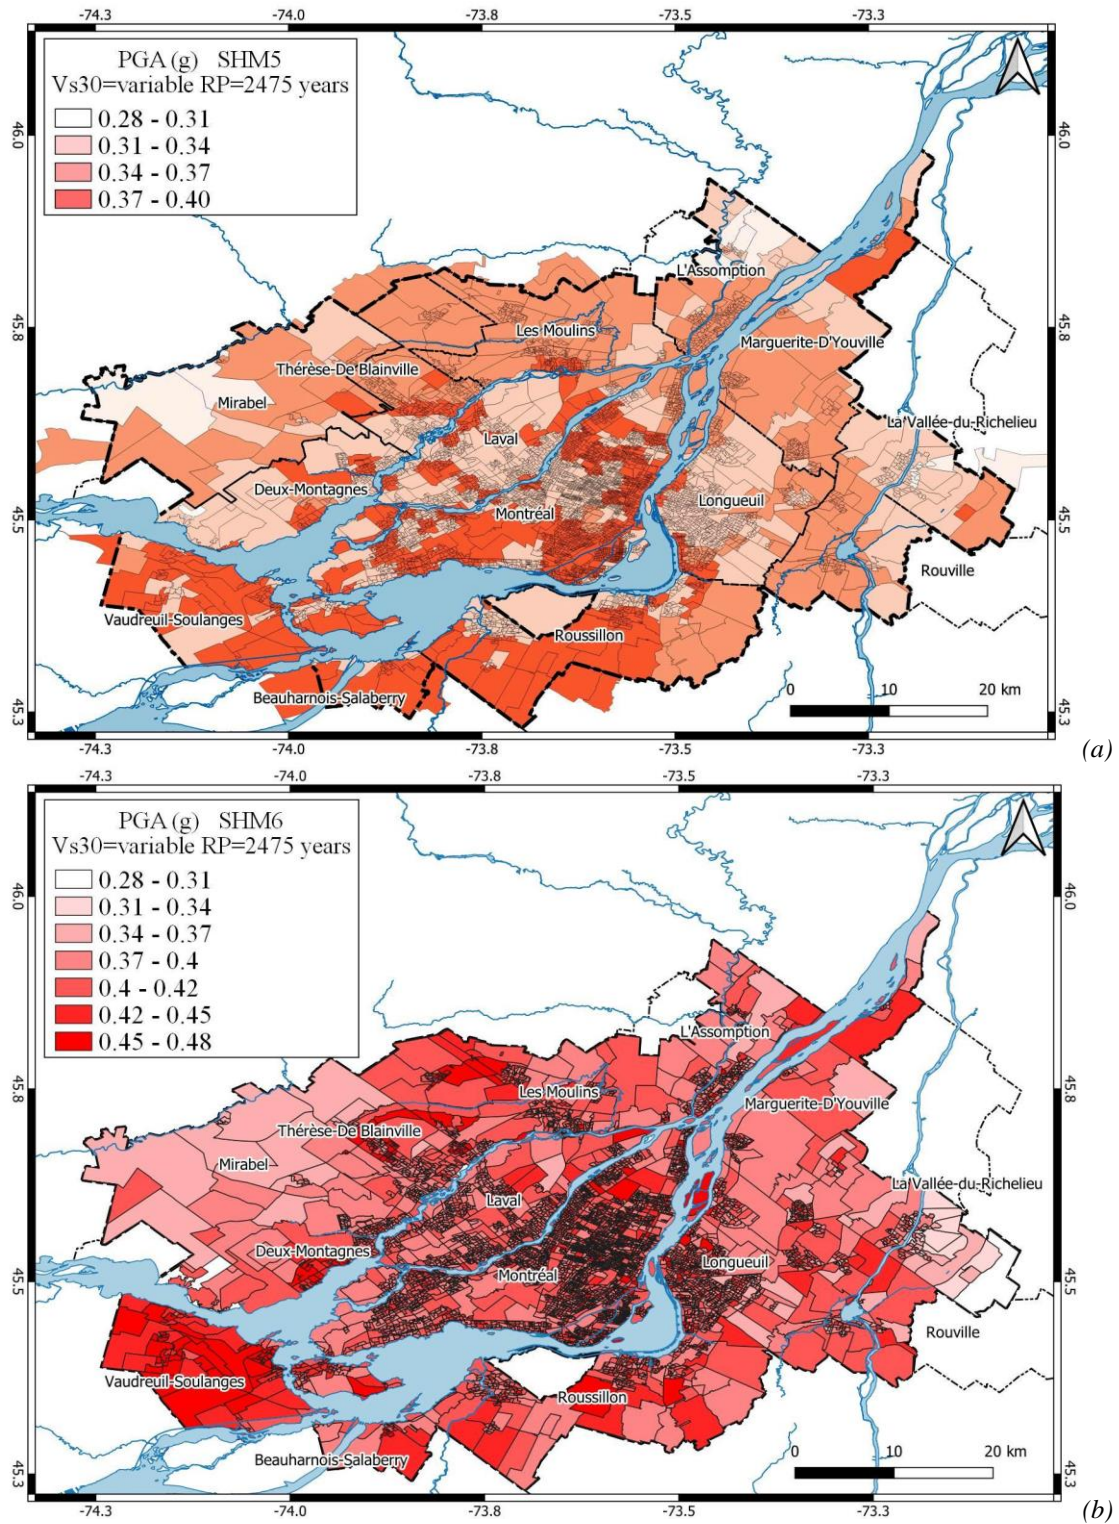 -74.3 -74.0 -73.8 -73.5 -73.3
PGA (g) SHM5
Vs30=variable RP=2475 years
0.28 - 0.31
0.31 - 0.34
0.34 - 0.37
0.37 - 0.40
46.0 46.0
L'Assomption
45.8 45.8
Les Moulins
Marguerite-D'Youville
Thérèse-De Blainville
Mirabel
La Vallée-du-Richelieu
Laval
Deux-Montagnes
Longueuil
Montréal
45.5 45.5
Rouville
Vaudreuil-Soulanges
Roussillon
Beauharnois-Salaberry
0 10 20 km
45.3 45.3
-74.3 -74.0 -73.8 -73.5 -73.3
(a)
-74.3 -74.0 -73.8 -73.5 -73.3
PGA (g) SHM6
Vs30=variable RP=2475 years
0.28 - 0.31
0.31 - 0.34
0.34 - 0.37
0.37 - 0.4
0.4 - 0.42
0.42 - 0.45
0.45 - 0.48
46.0 46.0
L'Assomption
45.8 45.8
Les Moulins
Marguerite-D'Youville
Thérèse-De Blainville
Mirabel
La Vallée-du-Richelieu
Laval
Deux-Montagnes
Longueuil
Montréal
45.5 45.5
Rouville
Vaudreuil-Soulanges
Roussillon
Beauharnois-Salaberry
0 10 20 km
45.3 45.3
-74.3 -74.0 -73.8 -73.5 -73.3
(b)